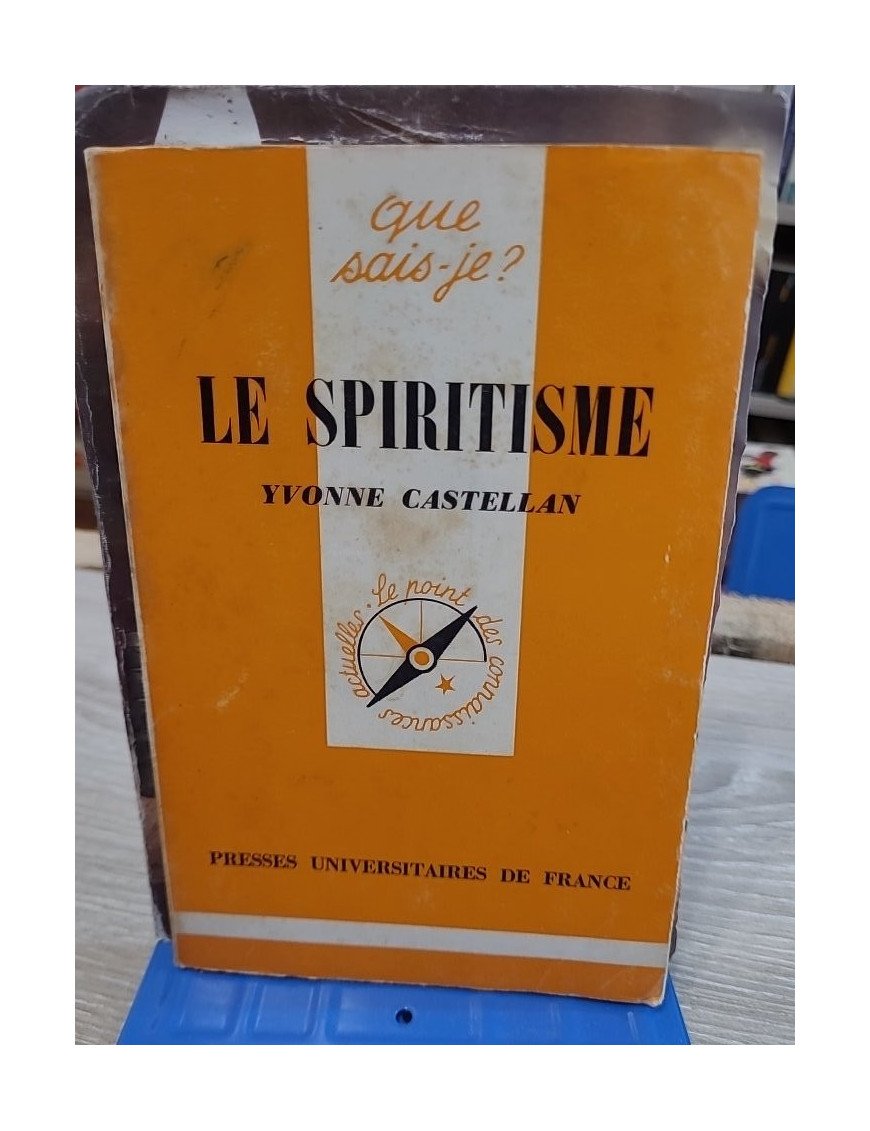 que
sais-je?
LE SPIRITISME
YVONNE CASTELLAN
Le point des connaissances actuelles.
PRESSES UNIVERSITAIRES DE FRANCE